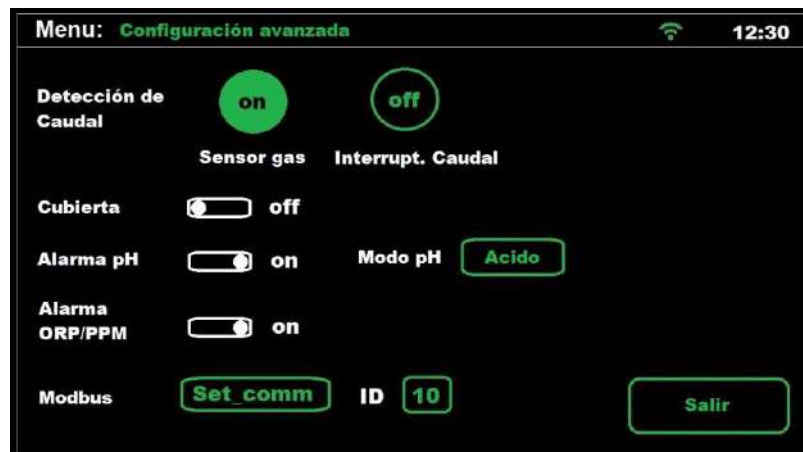 Menu: Configuración avanzada 12:30
Detección de
Caudal
on off
Sensor gas Interrupt. Caudal
Cubierta off
Alarma pH on Modo pH Acido
Alarma
ORP/PPM on
Modbus Set_comm ID 10 Salir